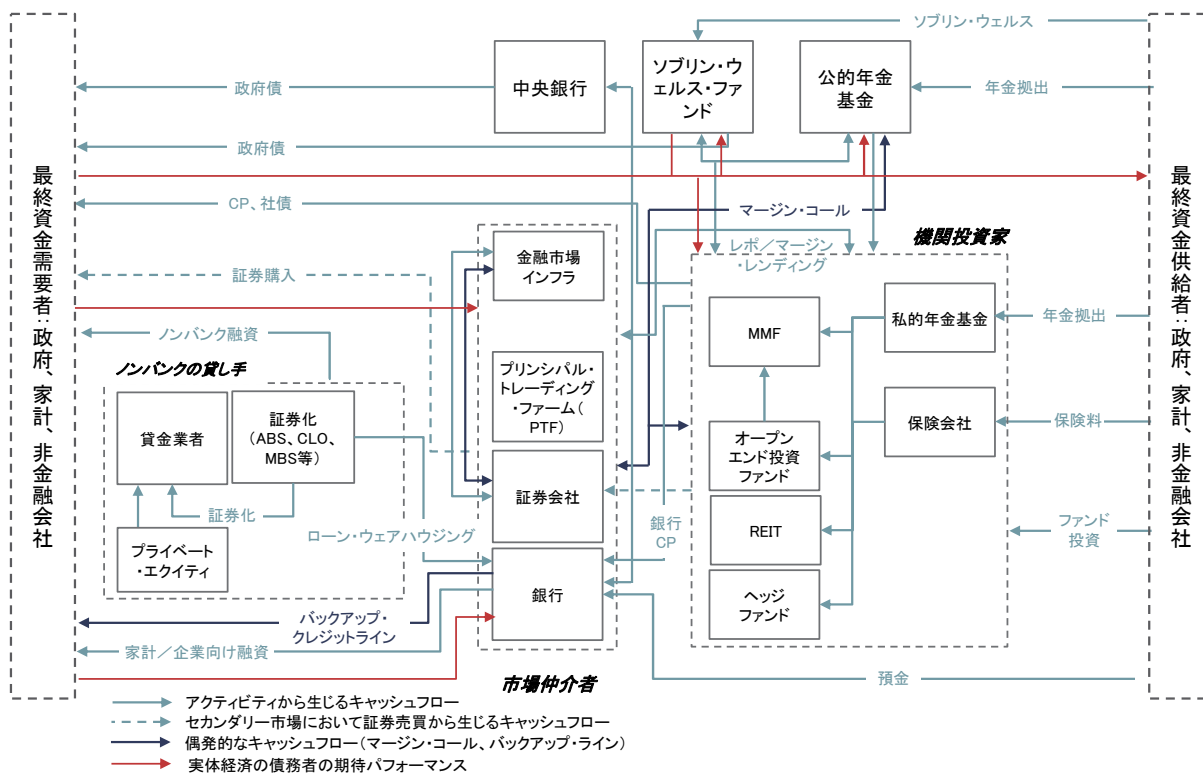 ソブリン・ウェルス
中央銀行
ソブリン・ウ
ェルス・ファ
ンド
公的年金
基金
政府債
年金拠出
政府債
最終資金需要者：政府、家計、非金融会社
最終資金供給者：政府、家計、非金融会社
CP、社債
マージン・コール
機関投資家
金融市場
インフラ
レポ／マージン
・レンディング
証券購入
MMF
私的年金基金
年金拠出
ノンバンク融資
ノンバンクの貸し手
プリンシパル・
トレーディング
・ファーム（
PTF）
貸金業者
証券化
（ABS、CLO、
MBS等）
オープン
エンド投資
ファンド
保険会社
保険料
証券会社
証券化
ローン・ウェアハウジング
銀行
CP
REIT
ファンド
投資
プライベート
・エクイティ
銀行
ヘッジ
ファンド
バックアップ・
クレジットライン
家計／企業向け融資
市場仲介者
預金
アクティビティから生じるキャッシュフロー
セカンダリー市場において証券売買から生じるキャッシュフロー
偶発的なキャッシュフロー（マージン・コール、バックアップ・ライン）
実体経済の債務者の期待パフォーマンス